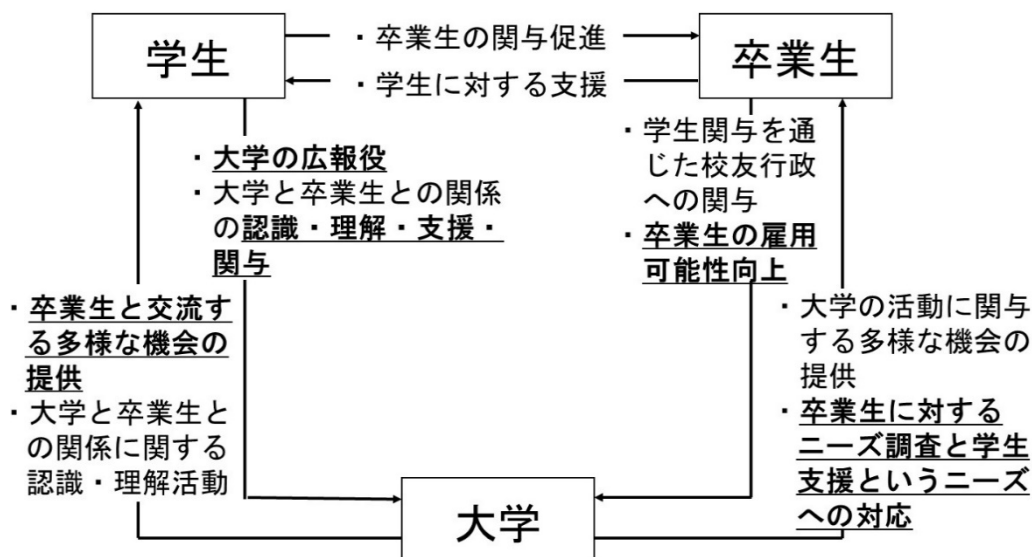 学生
・卒業生の関与促進
・学生に対する支援
卒業生
・大学の広報役
・大学と卒業生との関係
の認識・理解・支援・
関与
・学生関与を通
じた校友行政
への関与
・卒業生の雇用
可能性向上
・卒業生と交流す
る多様な機会の
提供
・大学と卒業生と
の関係に関する
認識・理解活動
・大学の活動に関与
する多様な機会の
提供
・卒業生に対する
ニーズ調査と学生
支援というニーズ
への対応
大学